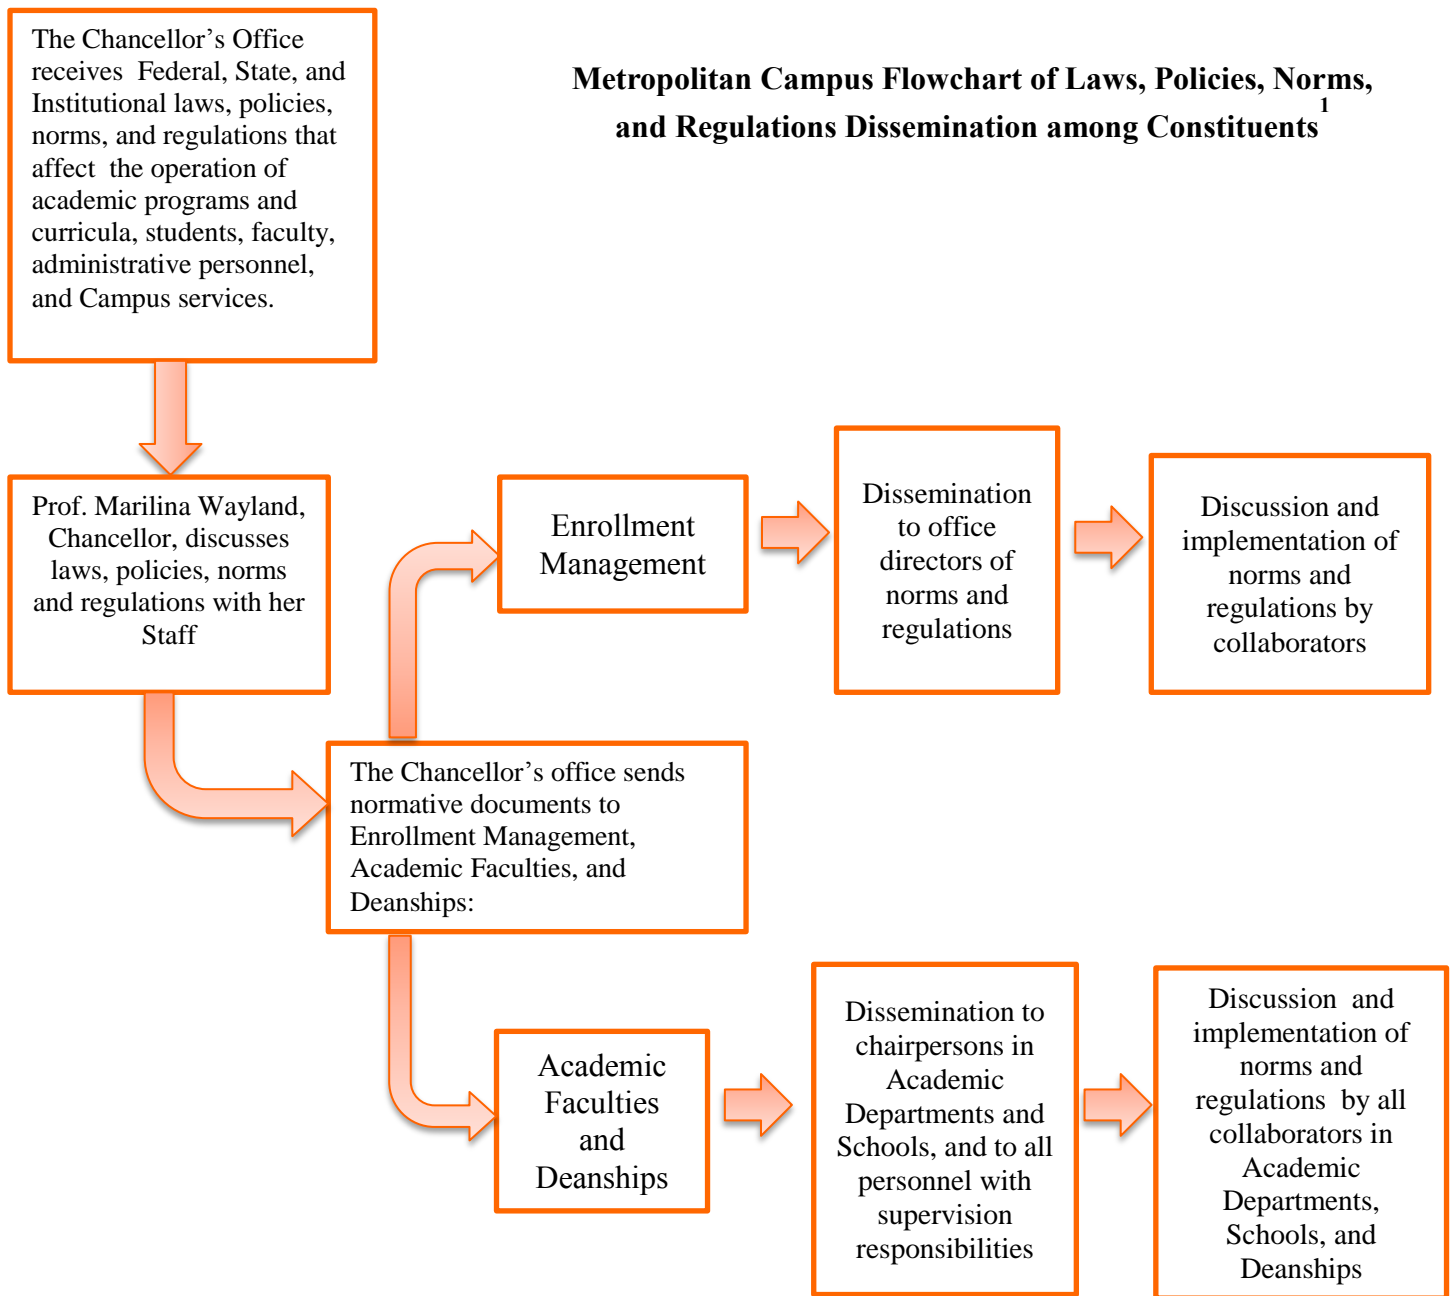 The Chancellor’s Office
receives  Federal, State, and
Institutional laws, policies,
norms, and regulations that
affect  the operation of
academic programs and
curricula, students, faculty,
administrative personnel,
and Campus services.
Metropolitan Campus Flowchart of Laws, Policies, Norms,
and Regulations Dissemination among Constituents1
Prof. Marilina Wayland,
Chancellor, discusses
laws, policies, norms
and regulations with her
Staff
Enrollment
Management
Dissemination
to office
directors of
norms and
regulations
Discussion and
implementation of
norms and
regulations by
collaborators
The Chancellor’s office sends
normative documents to
Enrollment Management,
Academic Faculties, and
Deanships:
Academic
Faculties
and
Deanships
Dissemination to
chairpersons in
Academic
Departments and
Schools, and to all
personnel with
supervision
responsibilities
Discussion  and
implementation of
norms and
regulations  by all
collaborators in
Academic
Departments,
Schools, and
Deanships